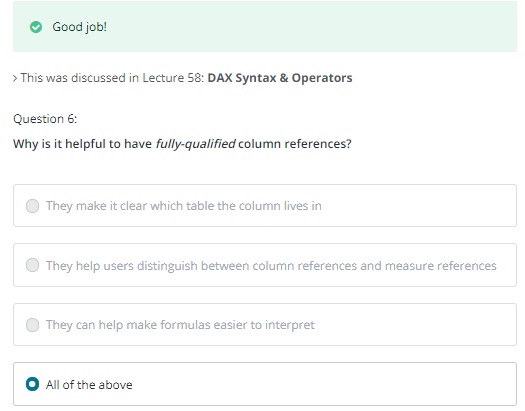 Good job!
> This was discussed in Lecture 58: DAX Syntax & Operators
Question 6:
Why is it helpful to have fully-qualified column references?
They make it clear which table the column lives in
They help users distinguish between column references and measure references
They can help make formulas easier to interpret
All of the above